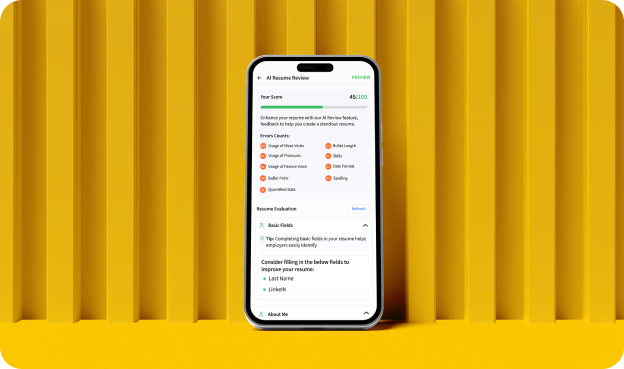 AI Resume Review
PREVIEW
Your Score
45/100
Enhance your resume with our AI Review feature,
feedback to help you create a standout resume.
Errors Counts:
Usage of Weak Verbs
Bullet Length
Usage of Pronouns
Skills
Usage of Passive Voice
Date Format
Bullet Point
Spelling
Quantified Data
Resume Evaluation
Refresh
Basic Fields
Tip: Completing basic fields in your resume helps
employers easily identify
Consider filling in the below fields to
improve your resume:
Last Name
LinkeIN
About Me